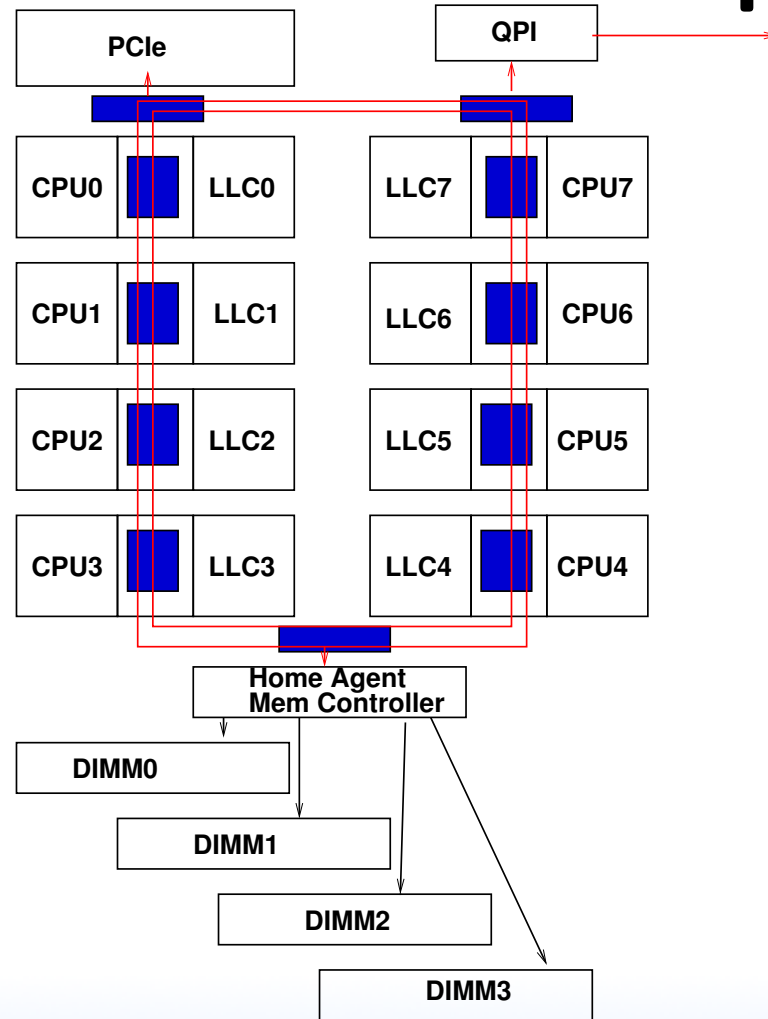 PCIe
QPI
CPU0 LLC0 LLC7 CPU7
CPU1 LLC1 LLC6 CPU6
CPU2 LLC2 LLC5 CPU5
CPU3 LLC3 LLC4 CPU4
Home Agent
Mem Controller
DIMM0
DIMM1
DIMM2
DIMM3